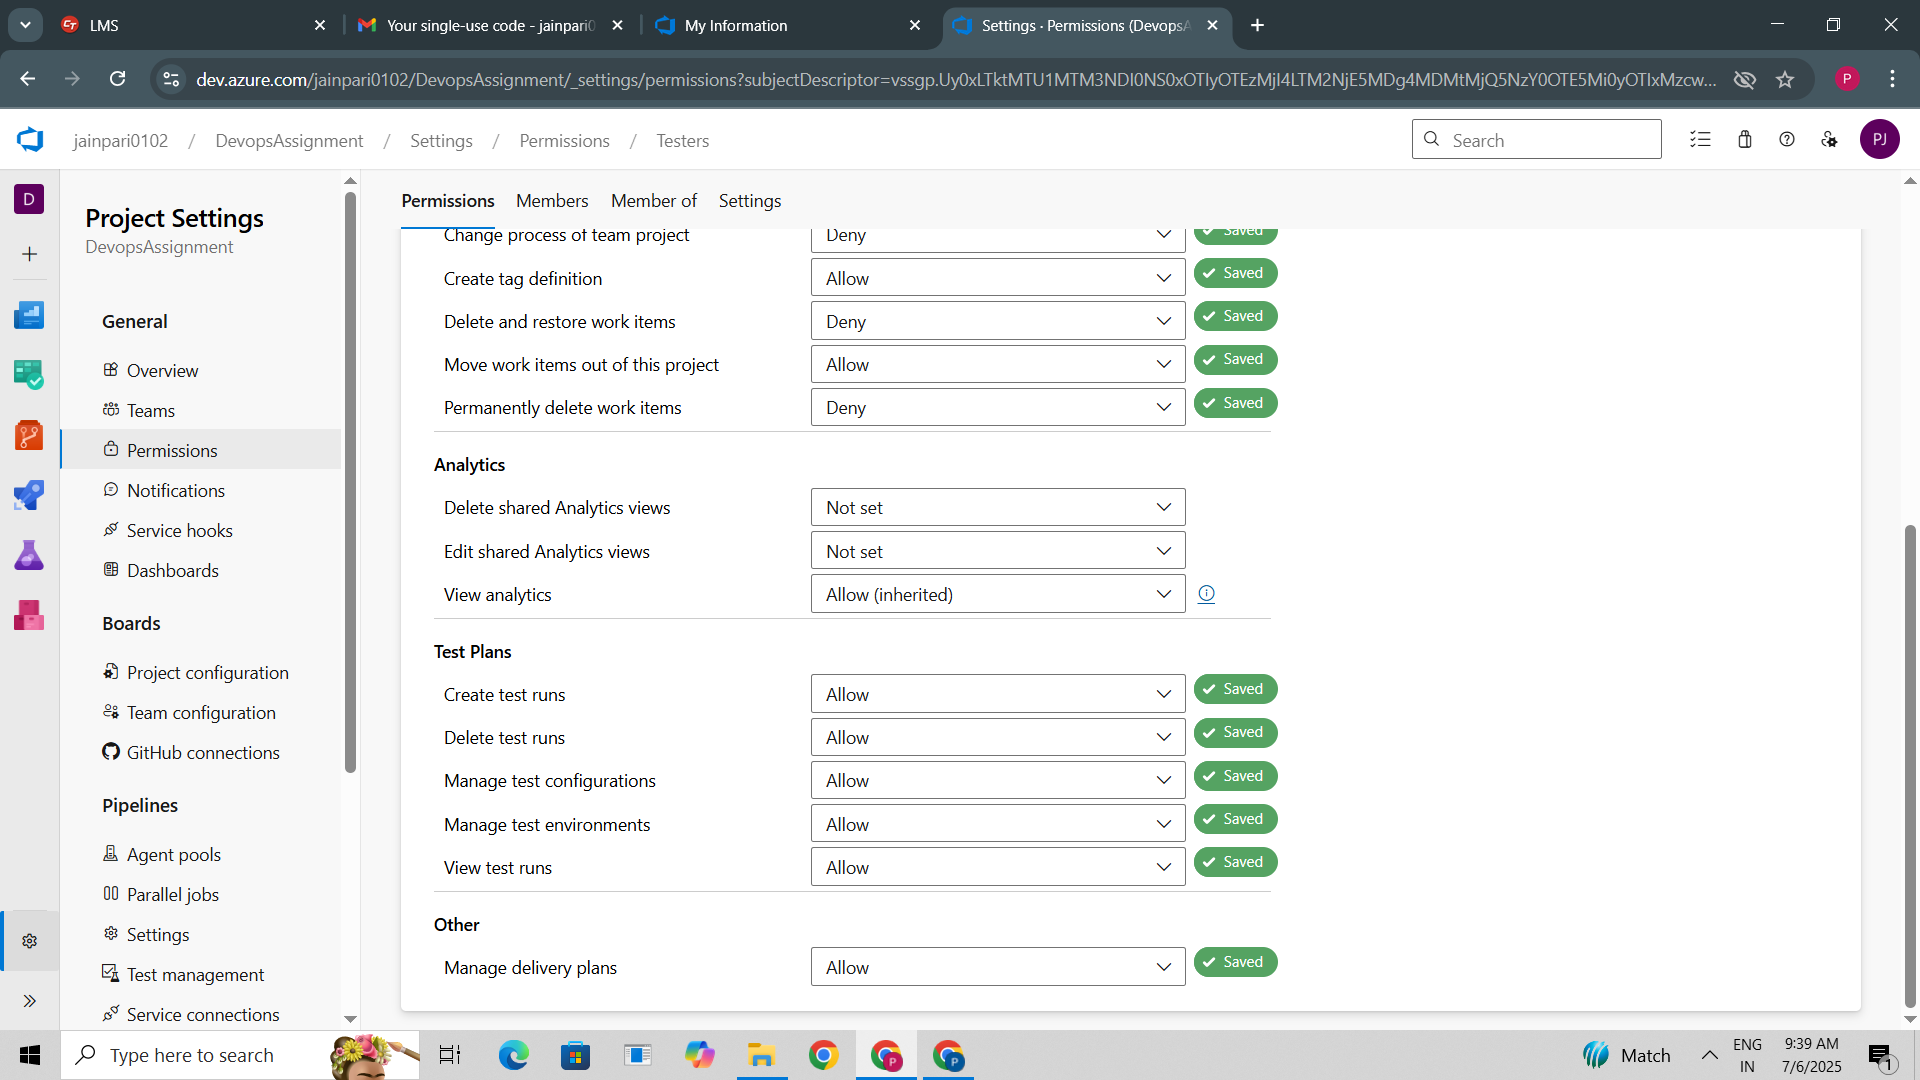 LMS
Your single-use code - jainpari0
My Information
Settings · Permissions (DevopsA
dev.azure.com/jainpari0102/DevopsAssignment/_settings/permissions?subjectDescriptor=vssgp.Uy0xLTktMTU1MTM3NDI0NS0xOTIyOTEzMjI4LTM2NjE5MDg4MDMtMjQ5NzY0OTE5Mi0yOTIxMzcw...
P
jainpari0102 / DevopsAssignment / Settings / Permissions / Testers
Search
PJ
D
Project Settings
DevopsAssignment
General
Overview
Teams
Permissions
Notifications
Service hooks
Dashboards
Boards
Project configuration
Team configuration
GitHub connections
Pipelines
Agent pools
Parallel jobs
Settings
Test management
Service connections
Permissions Members Member of Settings
Change process of team project Deny Saved
Create tag definition Allow Saved
Delete and restore work items Deny Saved
Move work items out of this project Allow Saved
Permanently delete work items Deny Saved
Analytics
Delete shared Analytics views Not set
Edit shared Analytics views Not set
View analytics Allow (inherited)
Test Plans
Create test runs Allow Saved
Delete test runs Allow Saved
Manage test configurations Allow Saved
Manage test environments Allow Saved
View test runs Allow Saved
Other
Manage delivery plans Allow Saved
Type here to search
Match
ENG
IN
9:39 AM
7/6/2025
1